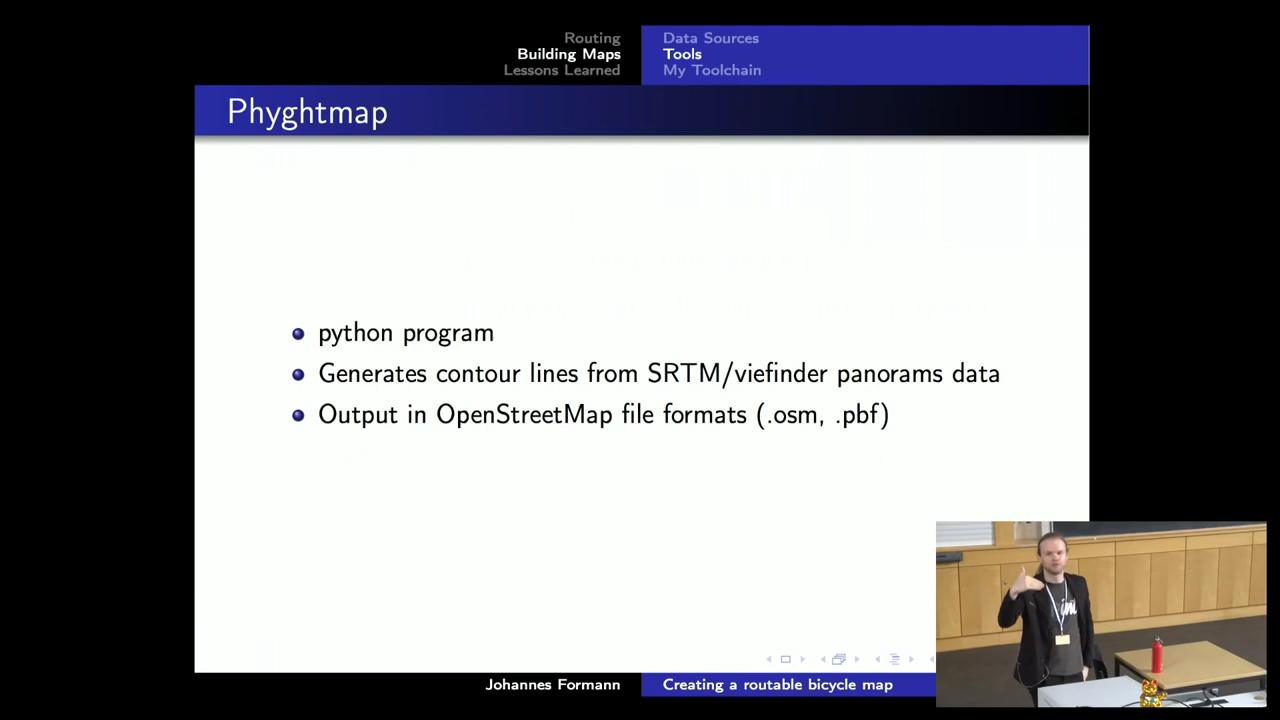 Routing
Building Maps
Lessons Learned
Data Sources
Tools
My Toolchain
Phyghtmap
python program
Generates contour lines from SRTM/viefinder panorams data
Output in OpenStreetMap file formats (.osm, .pbf)
Johannes Formann
Creating a routable bicycle map